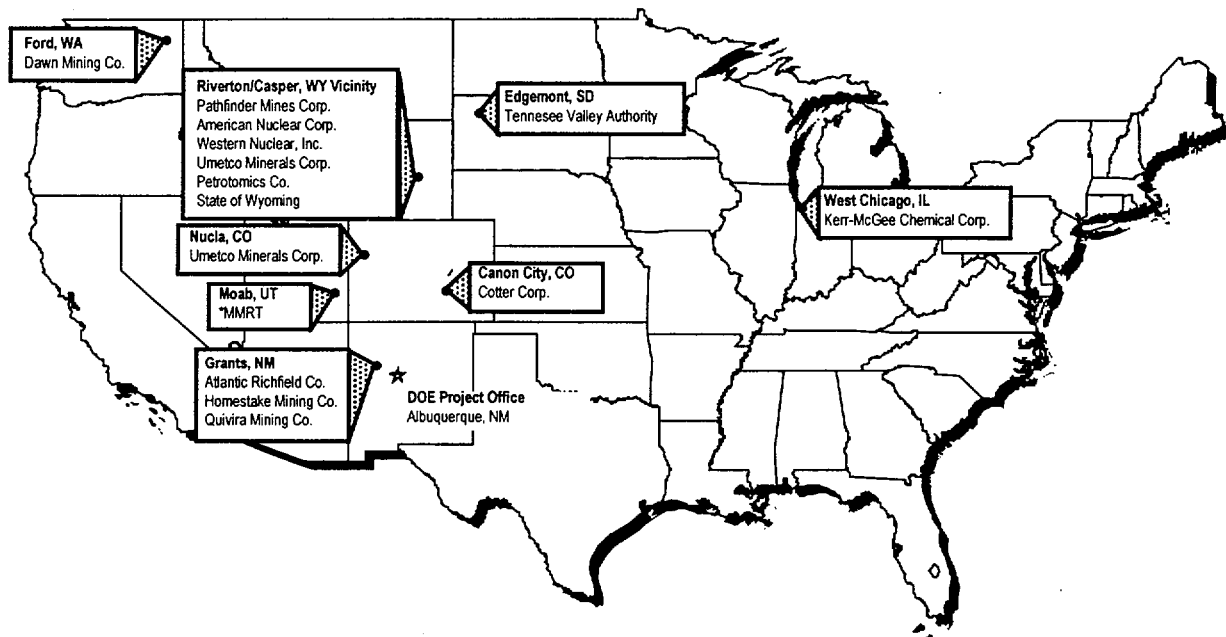 Ford, WA
Dawn Mining Co.
Riverton/Casper, WY Vicinity
Pathfinder Mines Corp.
American Nuclear Corp.
Western Nuclear, Inc.
Umetco Minerals Corp.
Petrotomics Co.
State of Wyoming
Edgemont, SD
Tennesee Valley Authority
West Chicago, IL
Kerr-McGee Chemical Corp.
Nucla, CO
Umetco Minerals Corp.
Canon City, CO
Cotter Corp.
Moab, UT
*MMRT
Grants, NM
Atlantic Richfield Co.
Homestake Mining Co.
Quivira Mining Co.
DOE Project Office
Albuquerque, NM